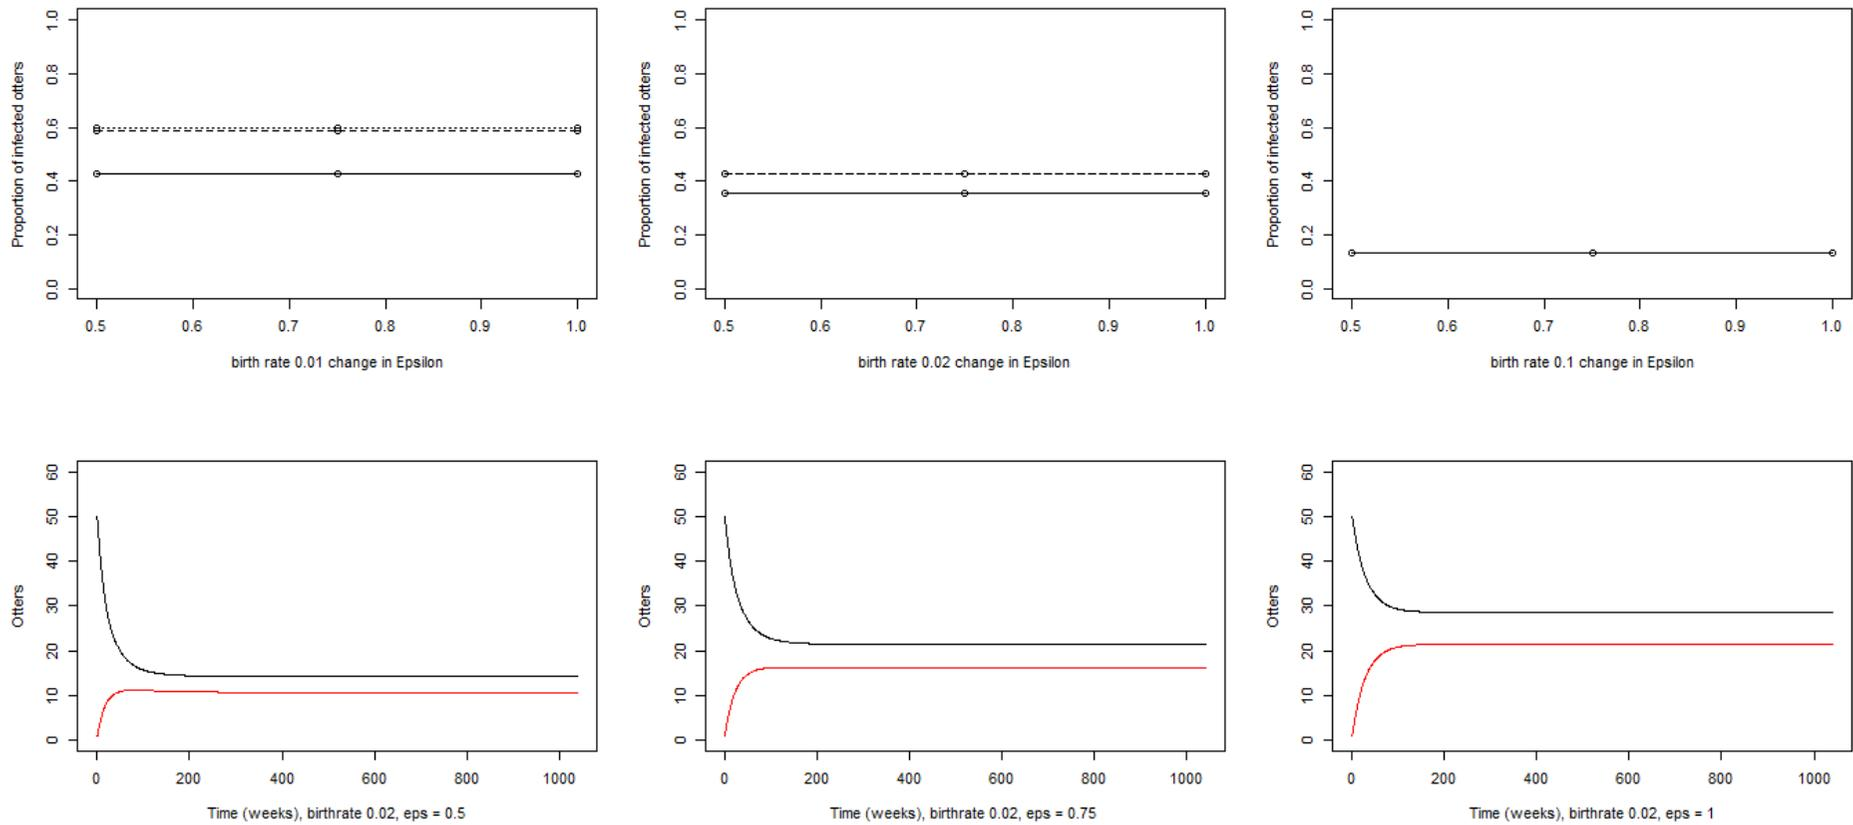 Proportion of infected otters
1.0
0.8
0.6
0.4
0.2
0.0
0.5 0.6 0.7 0.8 0.9 1.0
birth rate 0.01 change in Epsilon
Proportion of infected otters
1.0
0.8
0.6
0.4
0.2
0.0
0.5 0.6 0.7 0.8 0.9 1.0
birth rate 0.02 change in Epsilon
Proportion of infected otters
1.0
0.8
0.6
0.4
0.2
0.0
0.5 0.6 0.7 0.8 0.9 1.0
birth rate 0.1 change in Epsilon
Otters
60
50
40
30
20
10
0
0 200 400 600 800 1000
Time (weeks), birthrate 0.02, eps = 0.5
Otters
60
50
40
30
20
10
0
0 200 400 600 800 1000
Time (weeks), birthrate 0.02, eps = 0.75
Otters
60
50
40
30
20
10
0
0 200 400 600 800 1000
Time (weeks), birthrate 0.02, eps = 1